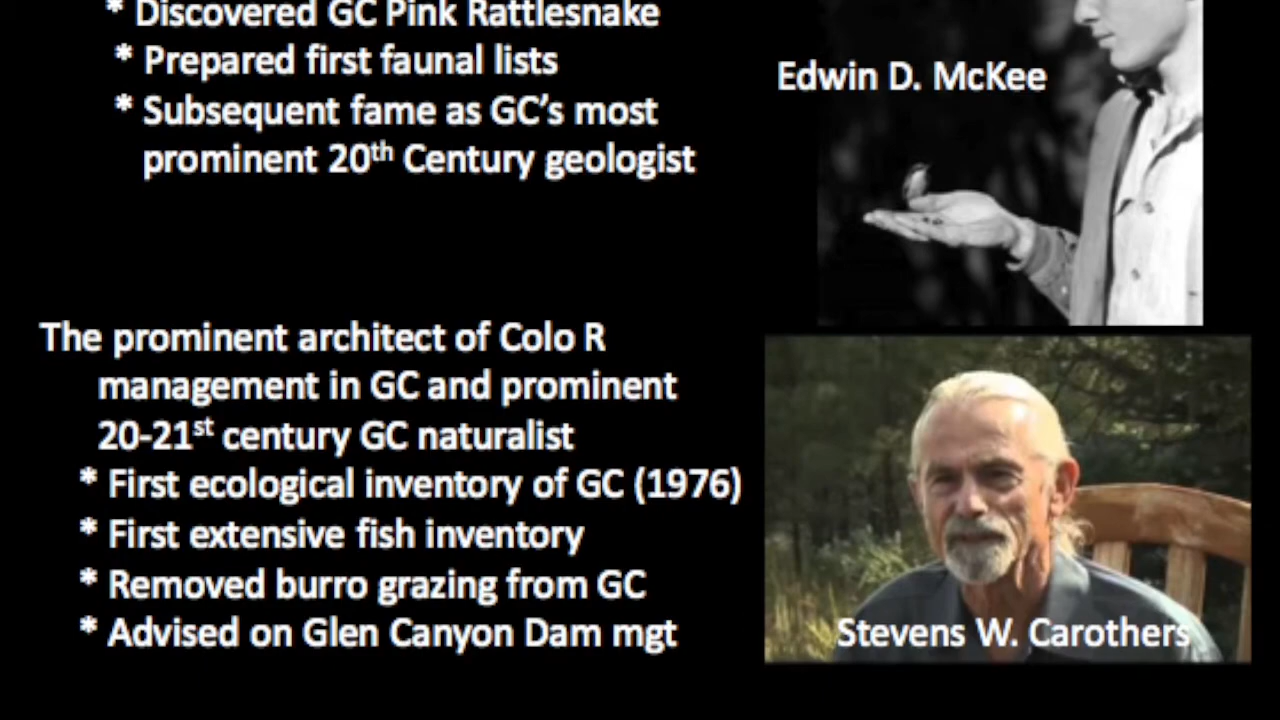 * Discovered GC Pink Rattlesnake
* Prepared first faunal lists
* Subsequent fame as GC's most
prominent 20th Century geologist
Edwin D. McKee
The prominent architect of Colo R
management in GC and prominent
20-21st century GC naturalist
* First ecological inventory of GC (1976)
* First extensive fish inventory
* Removed burro grazing from GC
* Advised on Glen Canyon Dam mgt
Stevens W. Carothers